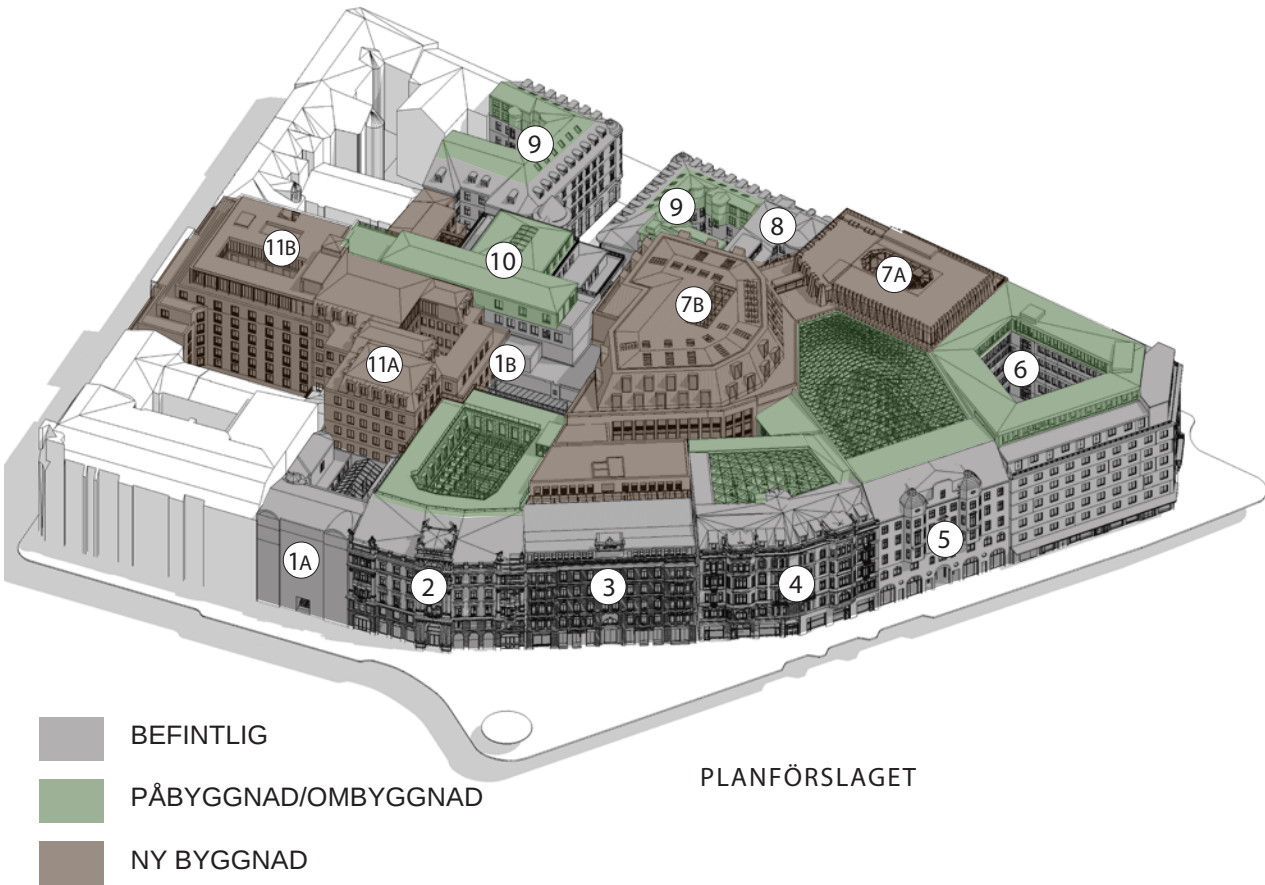 9
9
8
11B
10
7A
7B
6
11A
1B
5
1A
2
3
4
BEFINTLIG
PLANFÖRSLAGET
PÅBYGGNAD/OMBYGGNAD
NY BYGGNAD